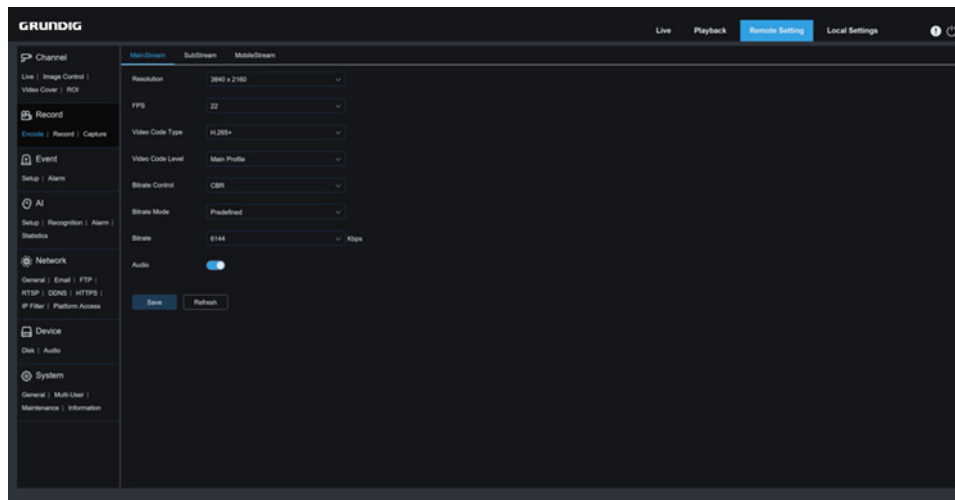 GRUNDIG
Live Playback Remote Setting Local Settings
Channel
Live | Image Control |
Video Cover | ROI
Record
Encode | Record | Capture
Event
Setup | Alarm
AI
Setup | Recognition | Alarm |
Statistics
Network
General | Email | FTP |
RTSP | DDNS | HTTPS |
IP Filter | Platform Access
Device
Disk | Audio
System
General | Multi-User |
Maintenance | Information
MainStream SubStream MobileStream
Resolution 3840 x 2160
FPS 22
Video Code Type H.265+
Video Code Level Main Profile
Bitrate Control CBR
Bitrate Mode Predefined
Bitrate 6144 Kbps
Audio
Save Refresh